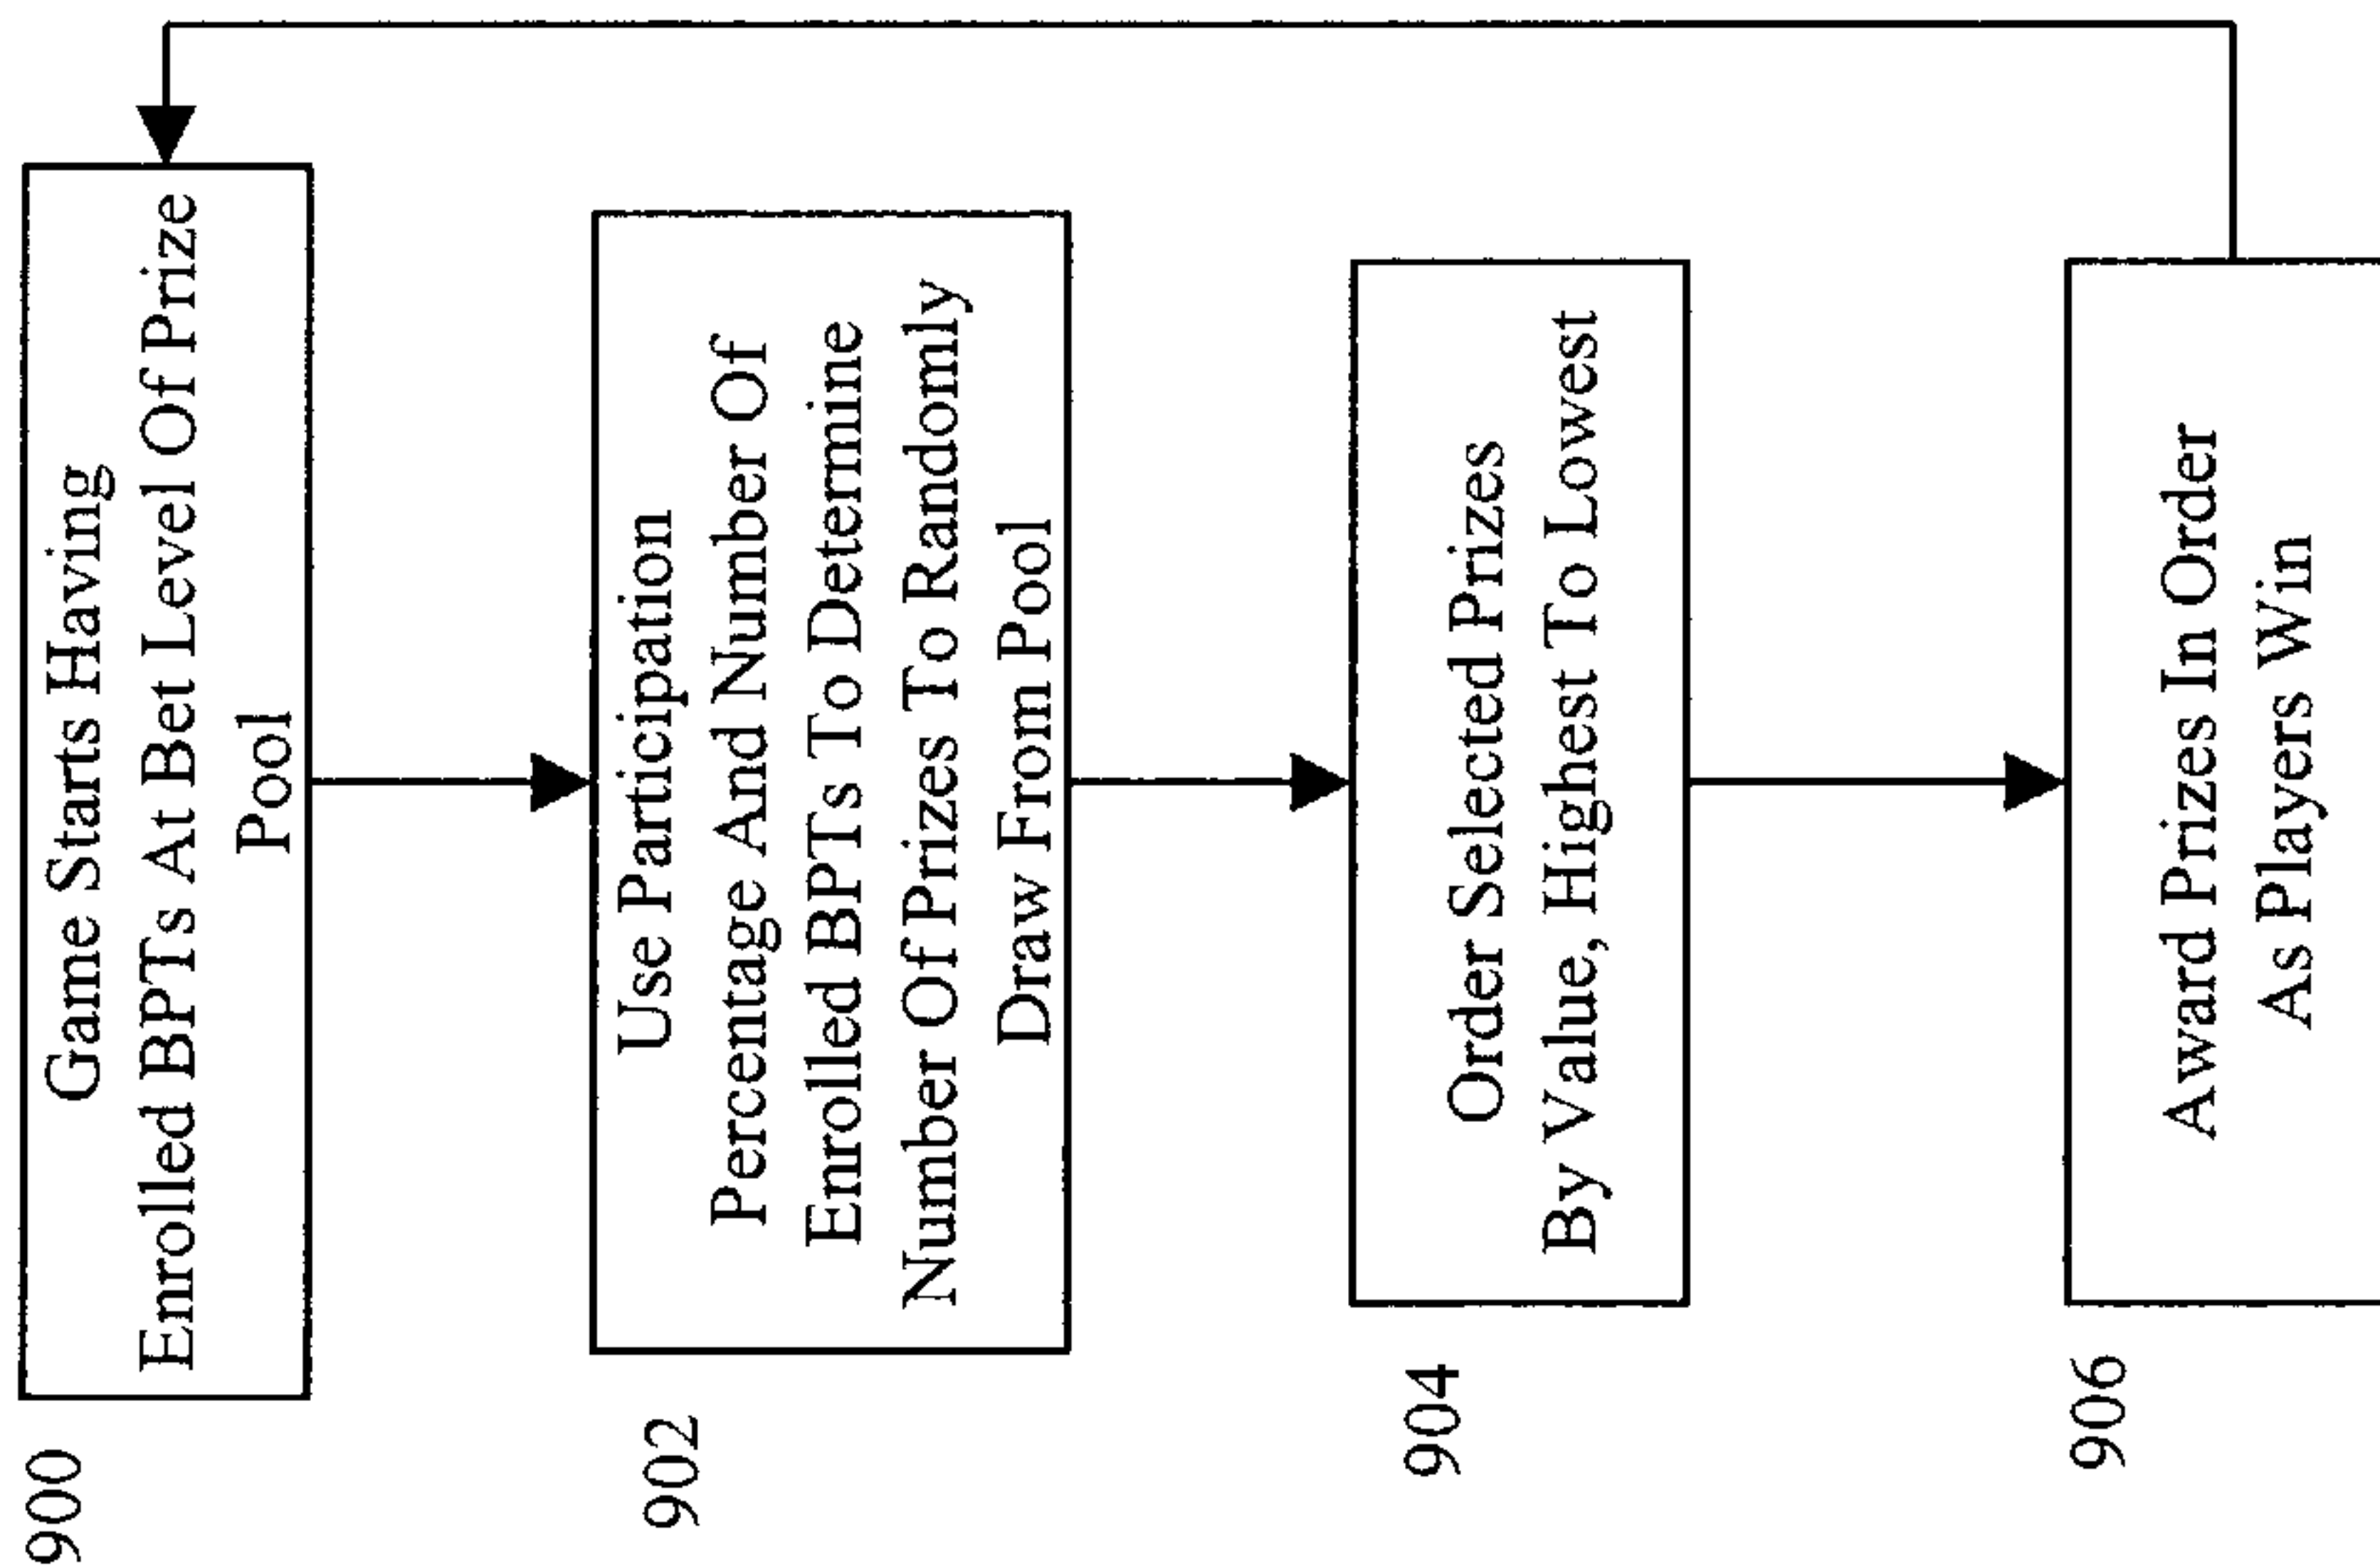 900
Game Starts Having
Enrolled BPTs At Bet Level Of Prize
Pool
902
Use Participation
Percentage And Number Of
Enrolled BPTs To Determine
Number Of Prizes To Randomly
Draw From Pool
904
Order Selected Prizes
By Value, Highest To Lowest
906
Award Prizes In Order
As Players Win